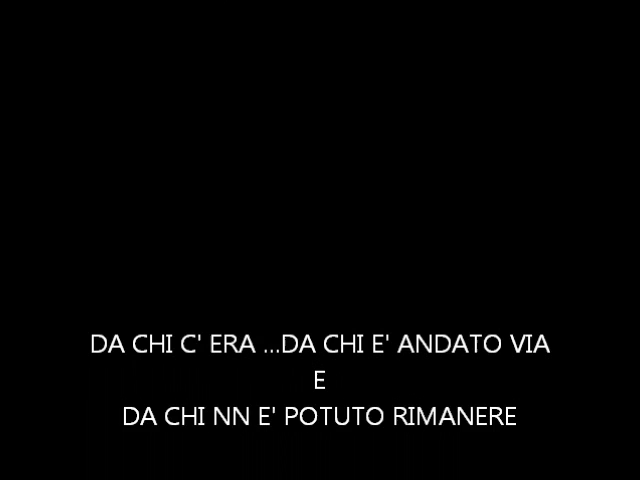 DA CHI C' ERA ...DA CHI E' ANDATO VIA
E
DA CHI NN E' POTUTO RIMANERE